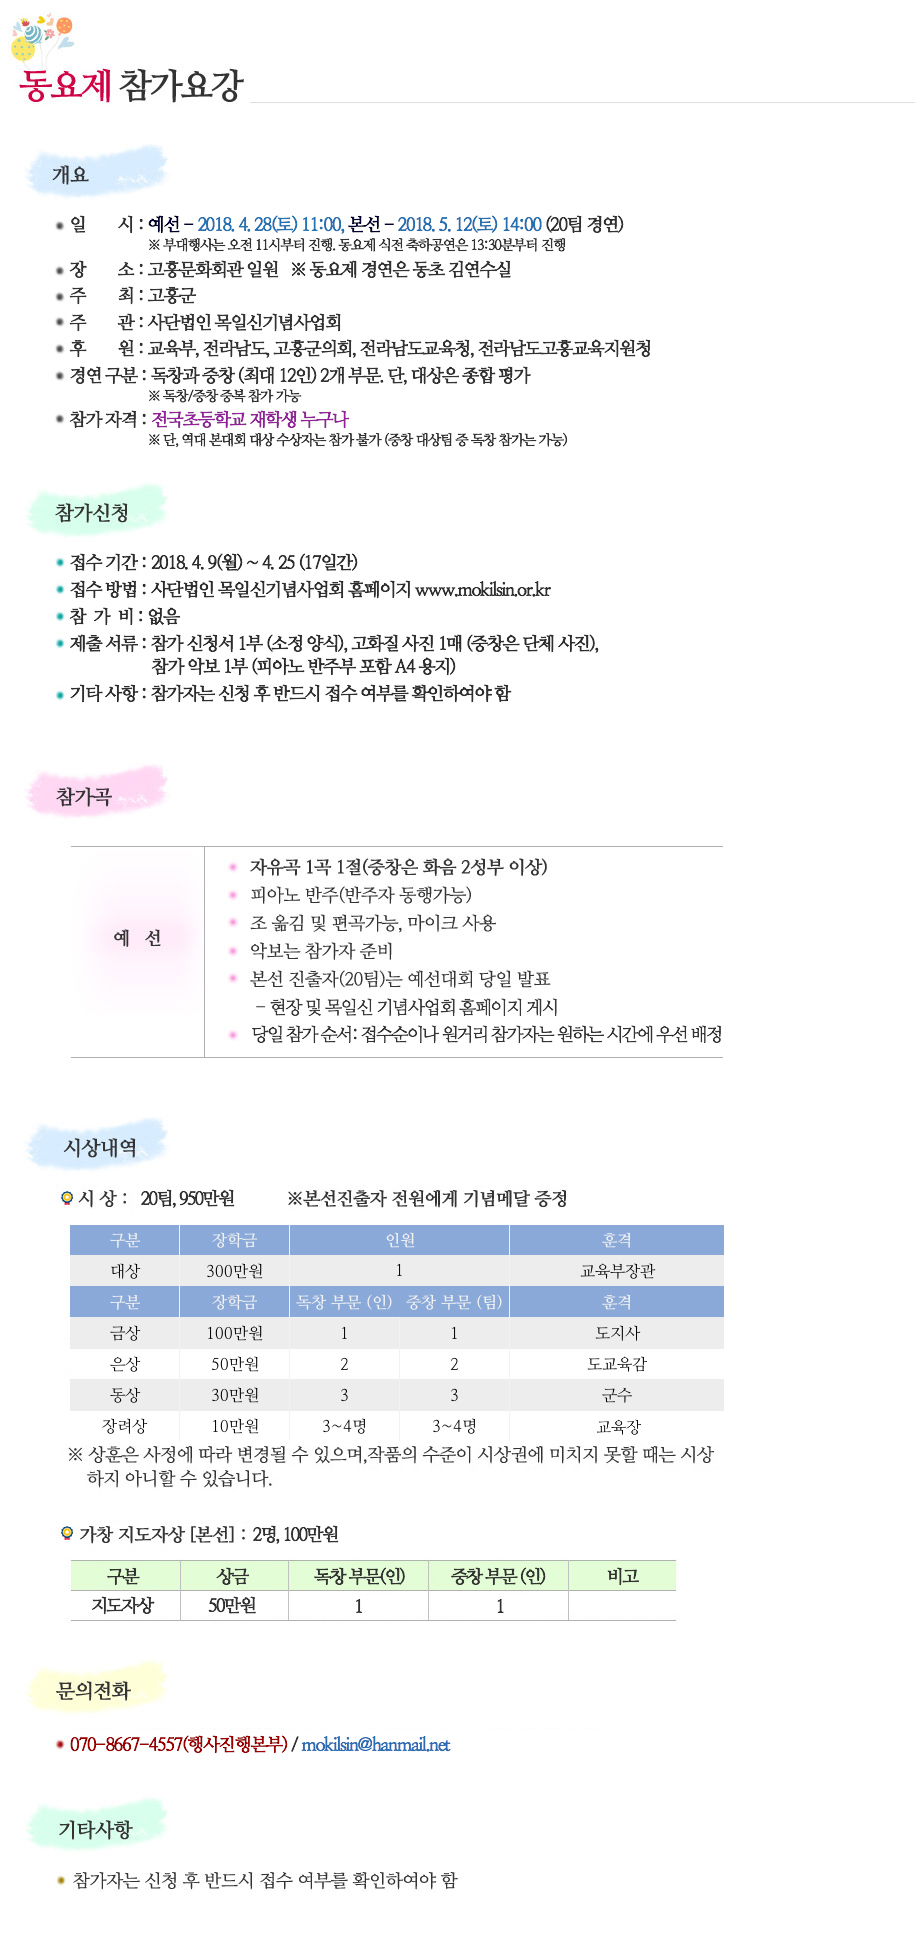 동요제 참가요강
개요
일 시 : 예선 - 2018. 4. 28(토) 11:00, 본선 - 2018. 5. 12(토) 14:00 (20팀 경연)
※ 부대행사는 오전 11시부터 진행. 동요제 식전 축하공연은 13:30분부터 진행
장 소 : 고흥문화회관 일원 ※ 동요제 경연은 동초 김연수실
주 최 : 고흥군
주 관 : 사단법인 목일신기념사업회
후 원 : 교육부, 전라남도, 고흥군의회, 전라남도교육청, 전라남도고흥교육지원청
경연 구분 : 독창과 중창 (최대 12인) 2개 부문. 단, 대상은 종합 평가
※ 독창/중창 중복 참가 가능
참가 자격 : 전국초등학교 재학생 누구나
※ 단, 역대 본대회 대상 수상자는 참가 불가 (중창 대상팀 중 독창 참가는 가능)
참가신청
접수 기간 : 2018. 4. 9(월) ~ 4. 25 (17일간)
접수 방법 : 사단법인 목일신기념사업회 홈페이지 www.mokilsin.or.kr
참 가 비 : 없음
제출 서류 : 참가 신청서 1부 (소정 양식), 고화질 사진 1매 (중창은 단체 사진),
참가 악보 1부 (피아노 반주부 포함 A4 용지)
기타 사항 : 참가자는 신청 후 반드시 접수 여부를 확인하여야 함
참가곡
예 선
자유곡 1곡 1절(중창은 화음 2성부 이상)
피아노 반주(반주자 동행가능)
조 옮김 및 편곡가능, 마이크 사용
악보는 참가자 준비
본선 진출자(20팀)는 예선대회 당일 발표
- 현장 및 목일신 기념사업회 홈페이지 게시
당일 참가 순서: 접수순이나 원거리 참가자는 원하는 시간에 우선 배정
시상내역
시 상 : 20팀, 950만원 ※본선진출자 전원에게 기념메달 증정
구분 장학금 인원 훈격
대상 300만원 1 교육부장관
구분 장학금 독창 부문 (인) 중창 부문 (팀) 훈격
금상 100만원 1 1 도지사
은상 50만원 2 2 도교육감
동상 30만원 3 3 군수
장려상 10만원 3~4명 3~4명 교육장
※ 상훈은 사정에 따라 변경될 수 있으며,작품의 수준이 시상권에 미치지 못할 때는 시상
하지 아니할 수 있습니다.
가창 지도자상 [본선] : 2명, 100만원
구분 상금 독창 부문(인) 중창 부문 (인) 비고
지도자상 50만원 1 1
문의전화
070-8667-4557(행사진행본부) / mokilsin@hanmail.net
기타사항
참가자는 신청 후 반드시 접수 여부를 확인하여야 함